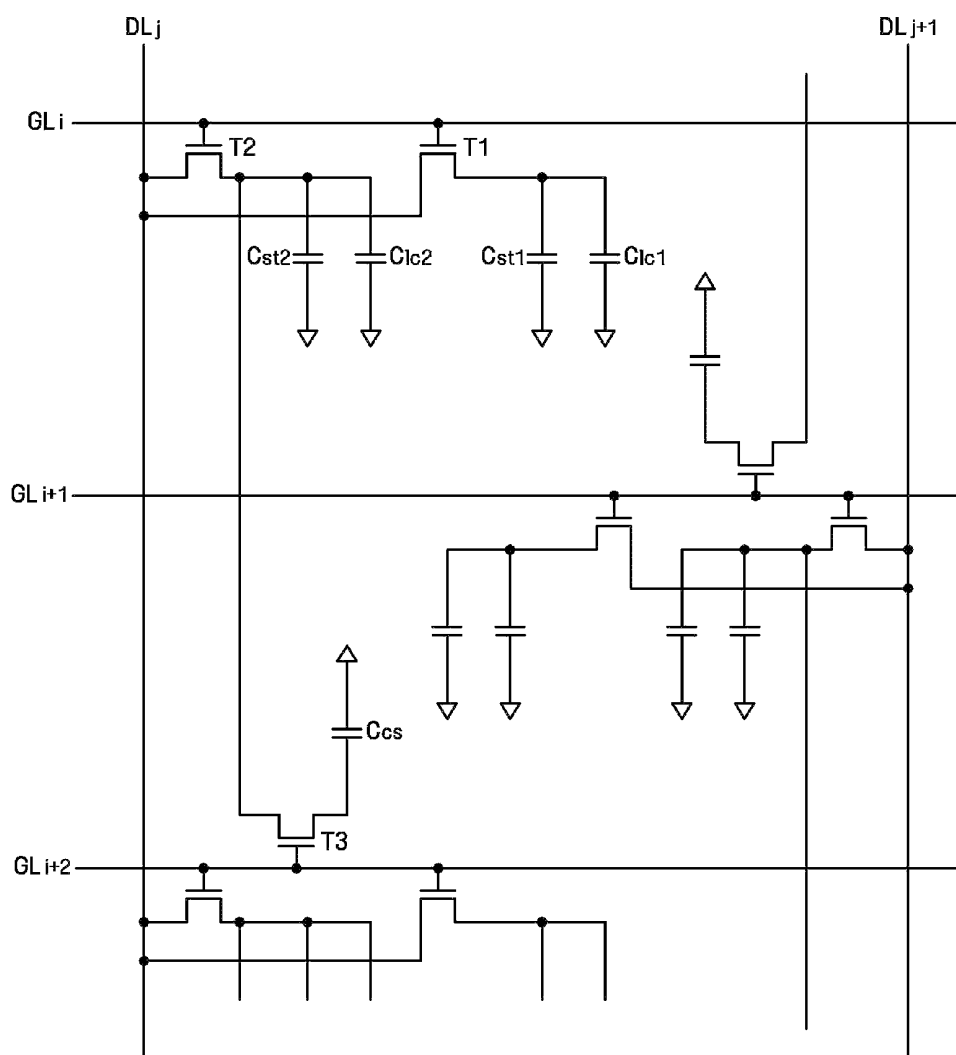 DLj
DLj+1
GLi
T2
T1
Cst2
Clc2
Cst1
Clc1
GLi+1
Ccs
T3
GLi+2